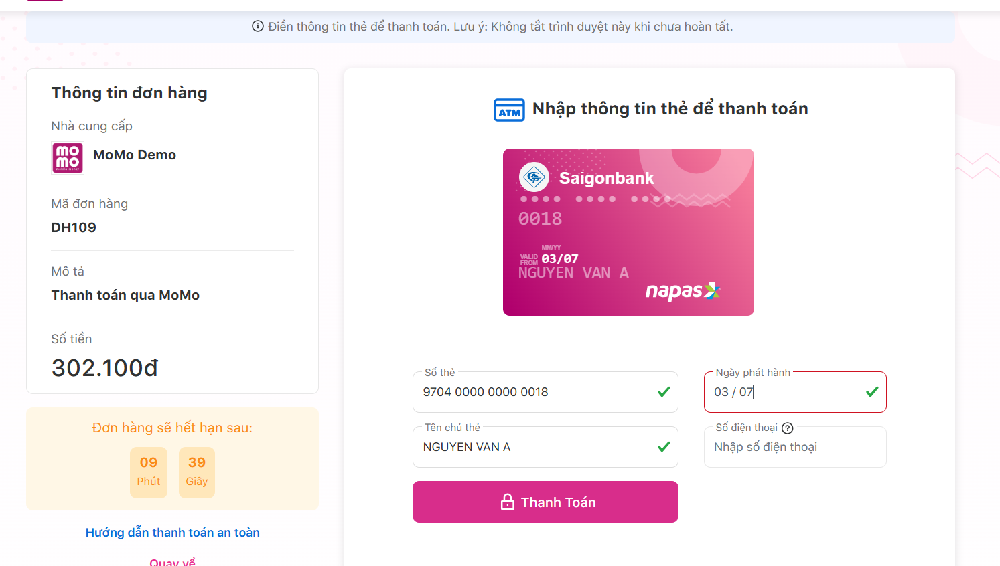 Điền thông tin thẻ để thanh toán. Lưu ý: Không tắt trình duyệt này khi chưa hoàn tất.
Thông tin đơn hàng
Nhà cung cấp
mo
mo
MoMo Demo
Mã đơn hàng
DH109
Mô tả
Thanh toán qua MoMo
Số tiền
302.100đ
Đơn hàng sẽ hết hạn sau:
09 39
Phút Giây
Hướng dẫn thanh toán an toàn
Quay về
ATM Nhập thông tin thẻ để thanh toán
Saigonbank
0018
MM/YY
VALID FROM 03/07
NGUYEN VAN A
napas
Số thẻ
9704 0000 0000 0018
Ngày phát hành
03 / 07
Tên chủ thẻ
NGUYEN VAN A
Số điện thoại ?
Nhập số điện thoại
Thanh Toán